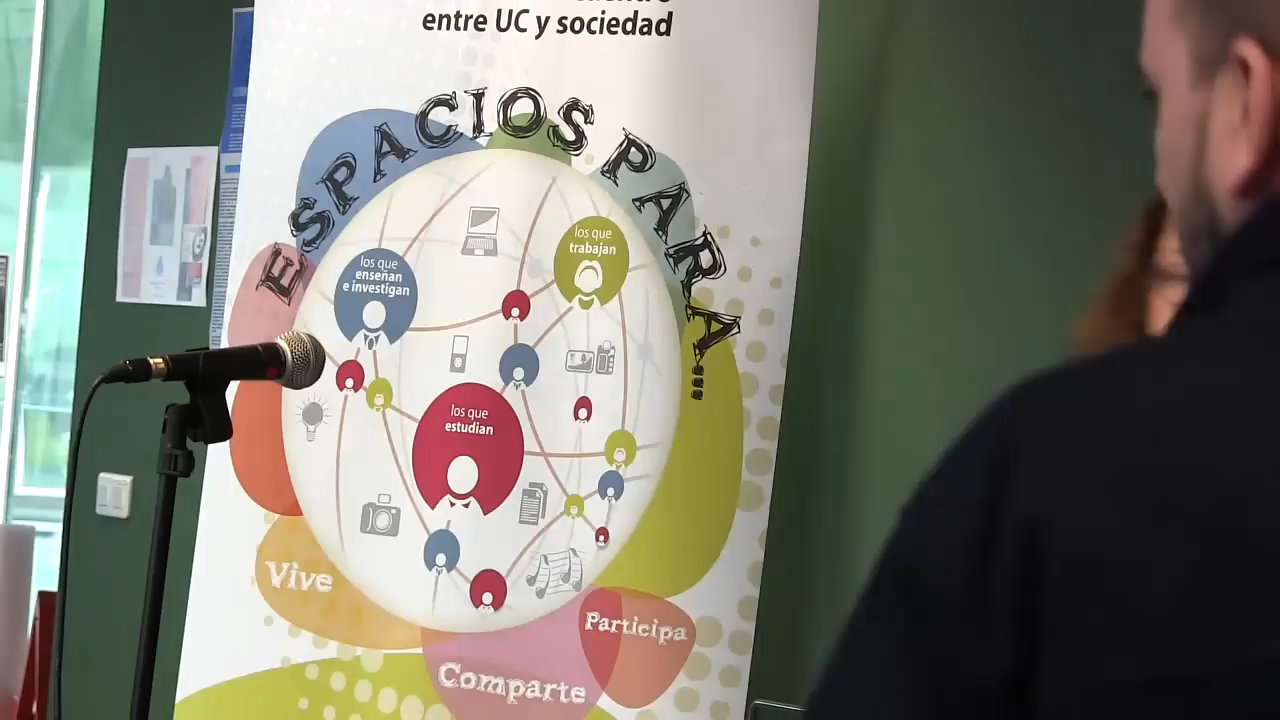 entre UC y sociedad
ESPACIOS PARA...
los que
trabajan
los que
enseñan
e investigan
los que
estudian
Vive
Participa
Comparte